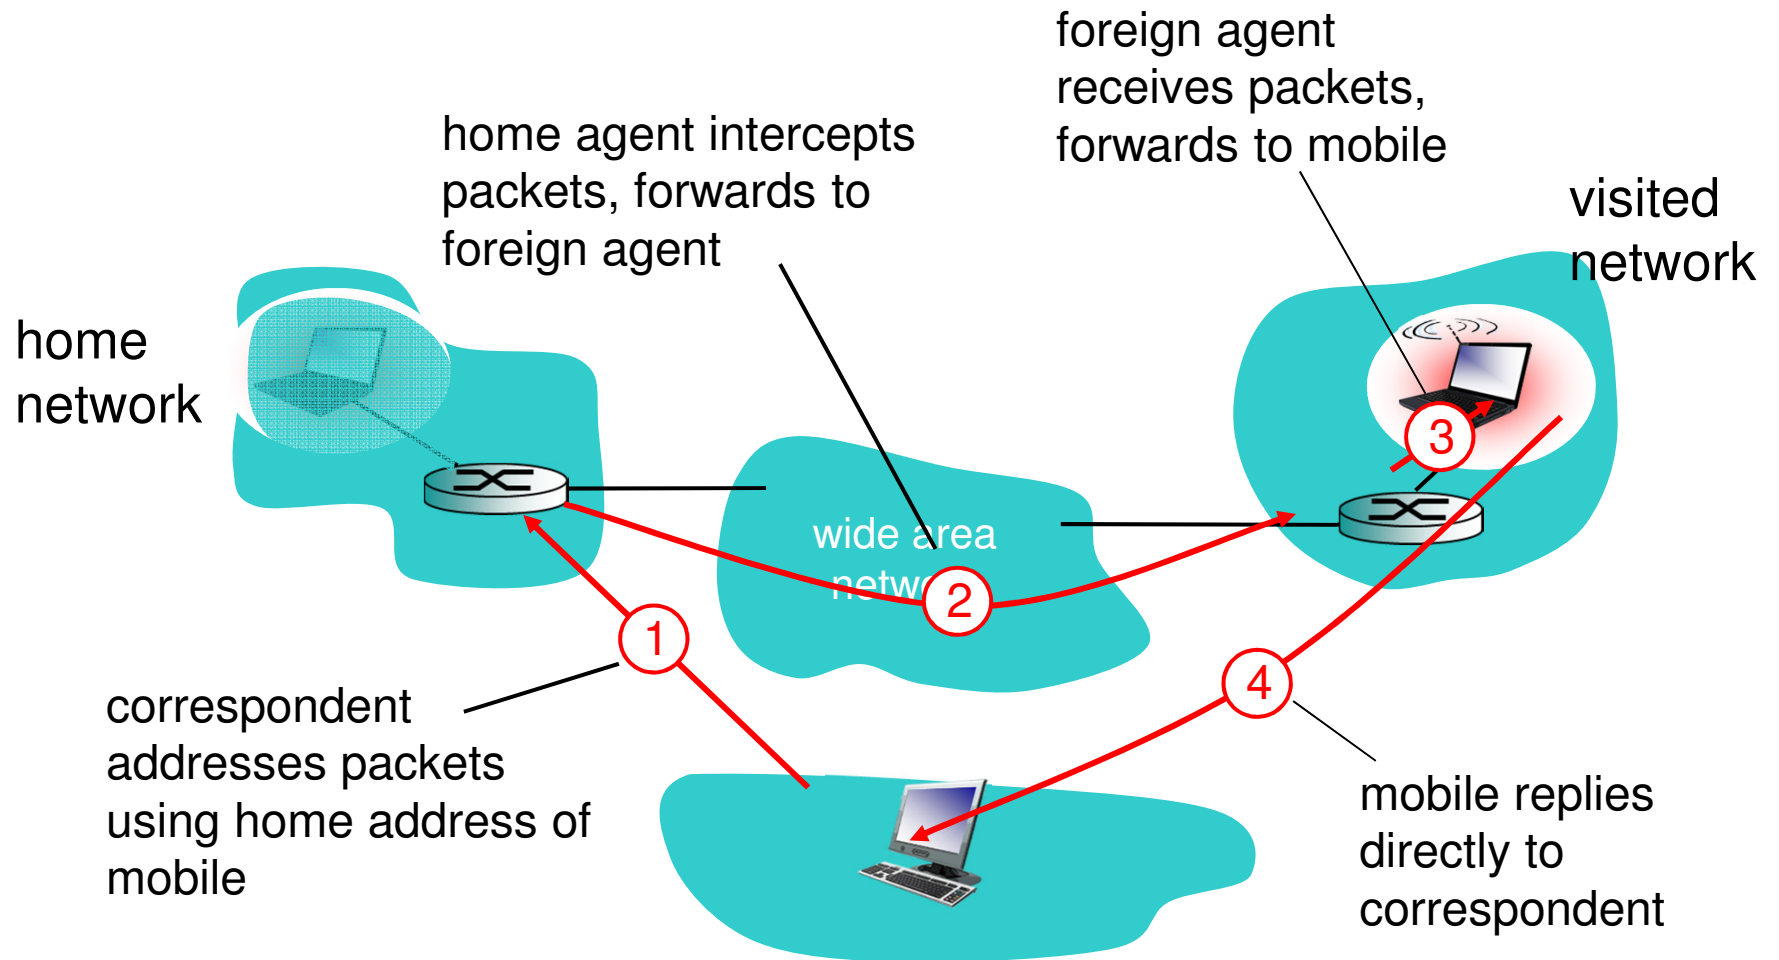 foreign agent
receives packets,
forwards to mobile
home agent intercepts
packets, forwards to
foreign agent
visited
network
home
network
3
wide area
netwo
2
1
4
correspondent
addresses packets
using home address of
mobile
mobile replies
directly to
correspondent